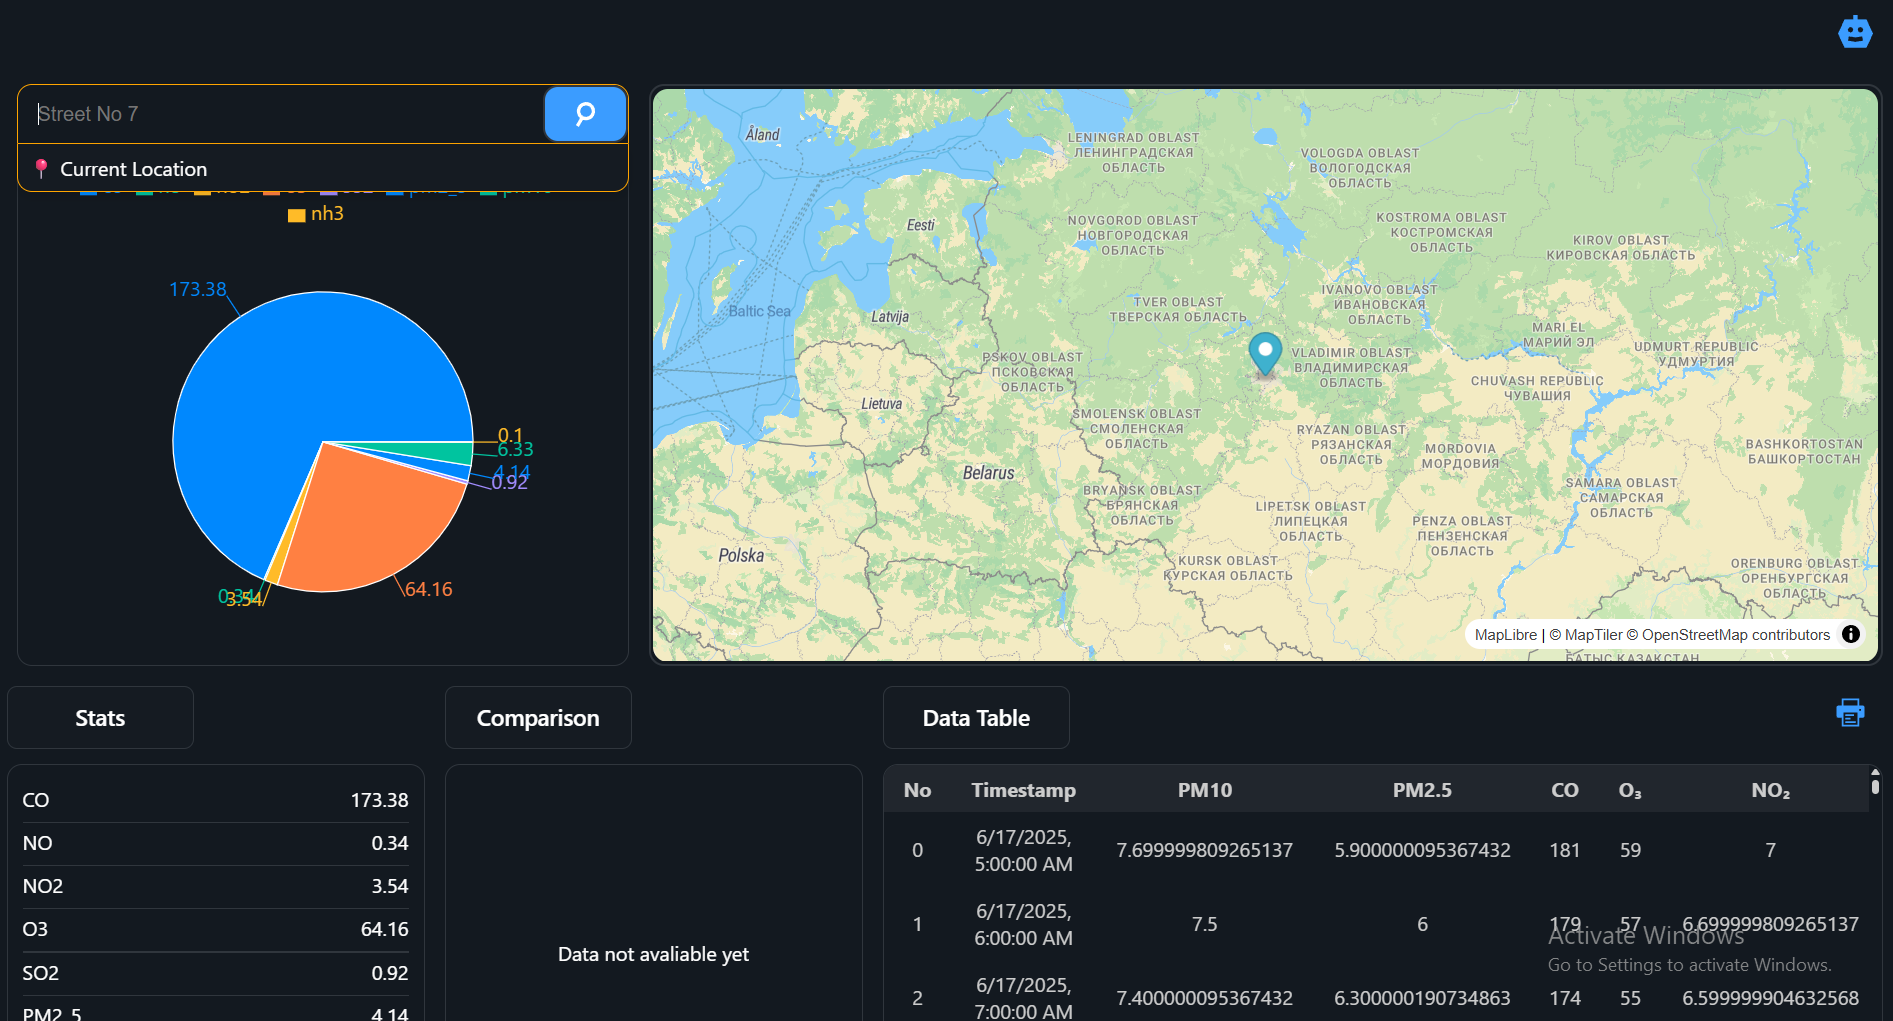 Street No 7
Current Location
nh3
173.38
0.1
6.33
4.14
0.92
64.16
0.34
3.54
Åland
LENINGRAD OBLAST
ЛЕНИНГРАДСКАЯ
ОБЛАСТЬ
VOLOGDA OBLAST
ВОЛОГОДСКАЯ
ОБЛАСТЬ
Eesti
NOVGOROD OBLAST
НОВГОРОДСКАЯ
ОБЛАСТЬ
KOSTROMA OBLAST
КОСТРОМСКАЯ
ОБЛАСТЬ
KIROV OBLAST
КИРОВСКАЯ ОБЛАСТЬ
Baltic Sea
Latvija
TVER OBLAST
ТВЕРСКАЯ ОБЛАСТЬ
IVANOVO OBLAST
ИВАНОВСКАЯ
ОБЛАСТЬ
MARI EL
МАРИЙ ЭЛ
UDMURT REPUBLIC
УДМУРТИЯ
PSKOV OBLAST
ПСКОВСКАЯ
ОБЛАСТЬ
VLADIMIR OBLAST
ВЛАДИМИРСКАЯ
ОБЛАСТЬ
CHUVASH REPUBLIC
ЧУВАШИЯ
Lietuva
SMOLENSK OBLAST
СМОЛЕНСКАЯ
ОБЛАСТЬ
RYAZAN OBLAST
РЯЗАНСКАЯ
ОБЛАСТЬ
MORDOVIA
МОРДОВИЯ
BASHKORTOSTAN
БАШКОРТОСТАН
Belarus
BRYANSK OBLAST
БРЯНСКАЯ
ОБЛАСТЬ
SAMARA OBLAST
САМАРСКАЯ
ОБЛАСТЬ
LIPETSK OBLAST
ЛИПЕЦКАЯ
ОБЛАСТЬ
PENZA OBLAST
ПЕНЗЕНСКАЯ
ОБЛАСТЬ
Polska
KURSK OBLAST
КУРСКАЯ ОБЛАСТЬ
ORENBURG OBLAST
ОРЕНБУРГСКАЯ
ОБЛАСТЬ
MapLibre | © MapTiler © OpenStreetMap contributors
БАТЫС ҚАЗАҚСТАН
Stats
CO 173.38
NO 0.34
NO2 3.54
O3 64.16
SO2 0.92
PM2_5 4.14
Comparison
Data not avaliable yet
Data Table
No Timestamp PM10 PM2.5 CO O₃ NO₂
0 6/17/2025, 5:00:00 AM 7.699999809265137 5.900000095367432 181 59 7
1 6/17/2025, 6:00:00 AM 7.5 6 179 57 6.699999809265137
2 6/17/2025, 7:00:00 AM 7.400000095367432 6.300000190734863 174 55 6.599999904632568
Activate Windows
Go to Settings to activate Windows.